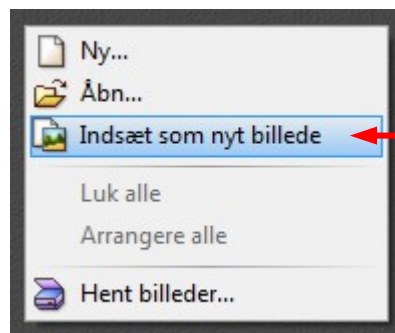 Ny...
Åbn...
Indsæt som nyt billede
Luk alle
Arrangere alle
Hent billeder...